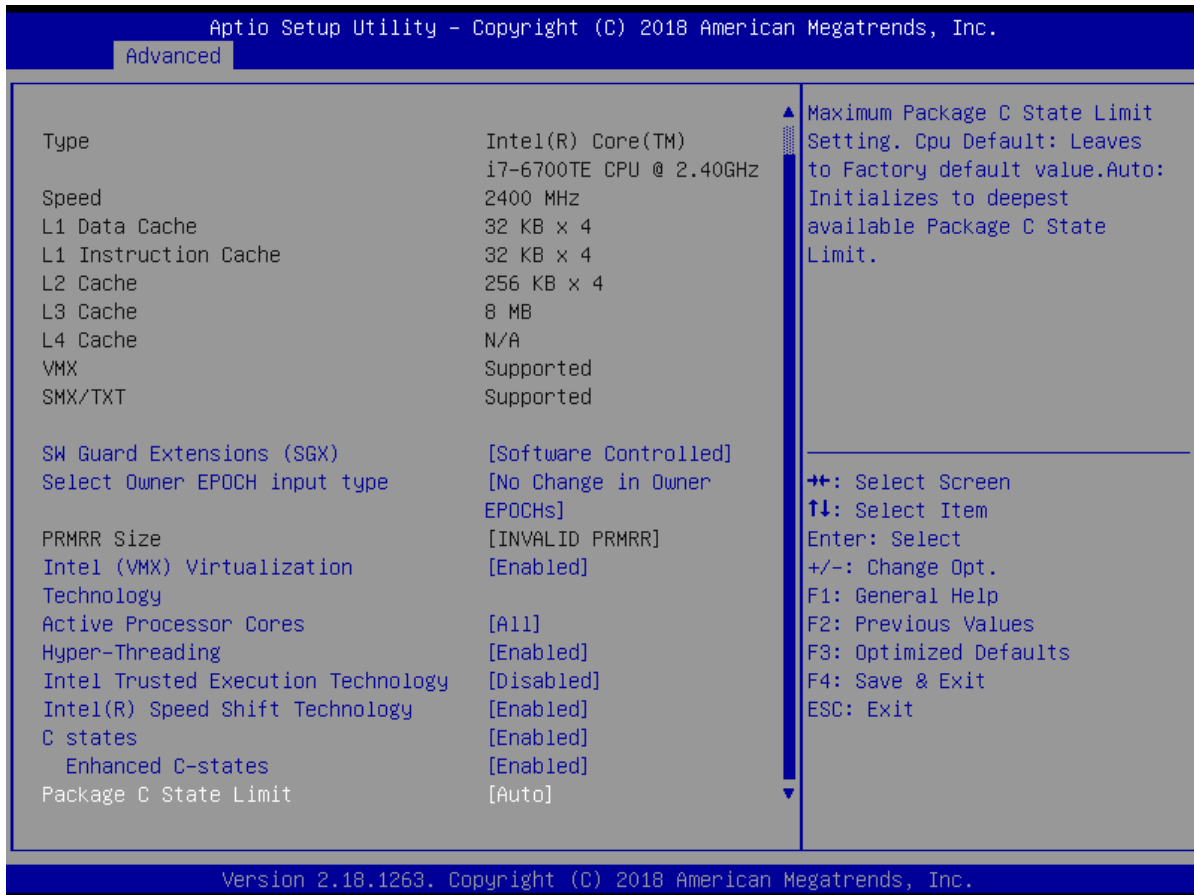 Aptio Setup Utility – Copyright (C) 2018 American Megatrends, Inc.
Advanced
Type Intel(R) Core(TM)
i7-6700TE CPU @ 2.40GHz
Speed 2400 MHz
L1 Data Cache 32 KB x 4
L1 Instruction Cache 32 KB x 4
L2 Cache 256 KB x 4
L3 Cache 8 MB
L4 Cache N/A
VMX Supported
SMX/TXT Supported
SW Guard Extensions (SGX) [Software Controlled]
Select Owner EPOCH input type [No Change in Owner
EPOCHs]
PRMRR Size [INVALID PRMRR]
Intel (VMX) Virtualization [Enabled]
Technology
Active Processor Cores [All]
Hyper-Threading [Enabled]
Intel Trusted Execution Technology [Disabled]
Intel(R) Speed Shift Technology [Enabled]
C states [Enabled]
Enhanced C-states [Enabled]
Package C State Limit [Auto]
Maximum Package C State Limit
Setting. Cpu Default: Leaves
to Factory default value.Auto:
Initializes to deepest
available Package C State
Limit.
→←: Select Screen
↑↓: Select Item
Enter: Select
+/-: Change Opt.
F1: General Help
F2: Previous Values
F3: Optimized Defaults
F4: Save & Exit
ESC: Exit
Version 2.18.1263. Copyright (C) 2018 American Megatrends, Inc.